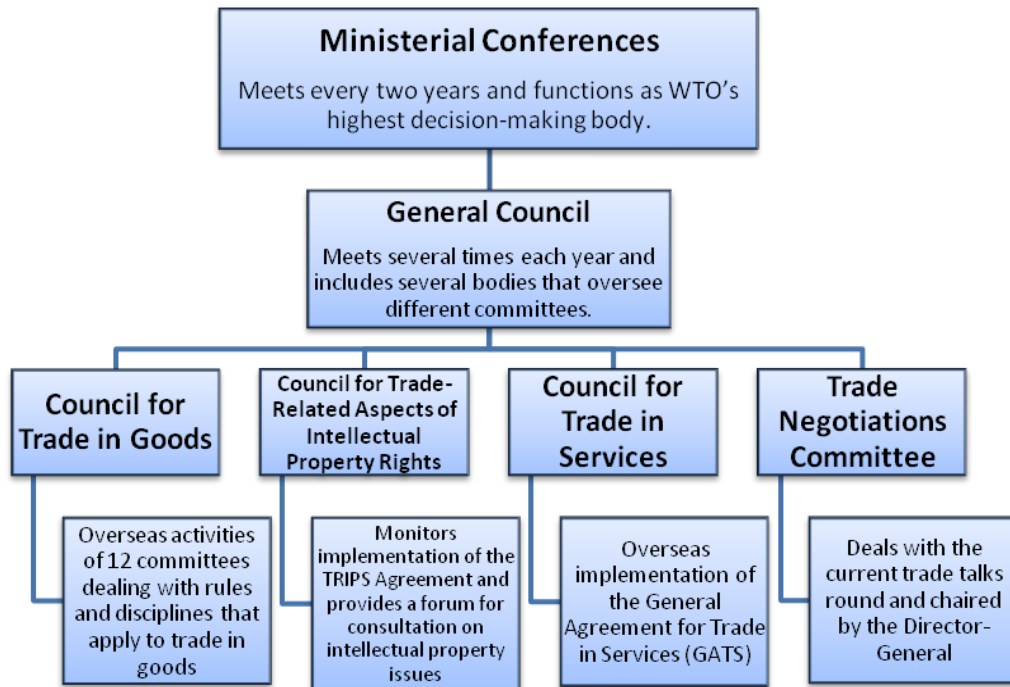 Ministerial Conferences
Meets every two years and functions as WTO's
highest decision-making body.
General Council
Meets several times each year and
includes several bodies that oversee
different committees.
Council for
Trade in Goods
Council for Trade-
Related Aspects of
Intellectual
Property Rights
Council for
Trade in
Services
Trade
Negotiations
Committee
Overseas activities
of 12 committees
dealing with rules
and disciplines that
apply to trade in
goods
Monitors
implementation of the
TRIPS Agreement and
provides a forum for
consultation on
intellectual property
issues
Overseas
implementation of
the General
Agreement for Trade
in Services (GATS)
Deals with the
current trade talks
round and chaired
by the Director-
General